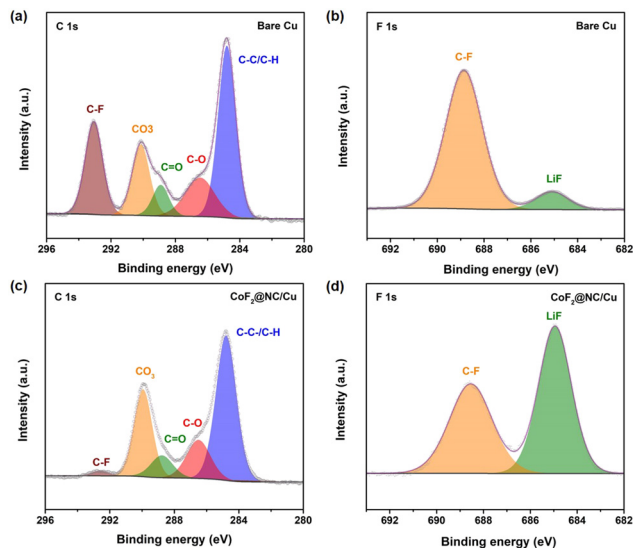 (a)
C 1s
Bare Cu
C-C/C-H
C-F
CO3
C=O
C-O
Intensity (a.u.)
296 292 288 284 280
Binding energy (eV)
(b)
F 1s
Bare Cu
C-F
LiF
Intensity (a.u.)
692 690 688 686 684 682
Binding energy (eV)
(c)
C 1s
CoF₂@NC/Cu
C-C-/C-H
CO₃
C=O
C-O
C-F
Intensity (a.u.)
296 292 288 284 280
Binding energy (eV)
(d)
F 1s
CoF₂@NC/Cu
LiF
C-F
Intensity (a.u.)
692 690 688 686 684 682
Binding energy (eV)